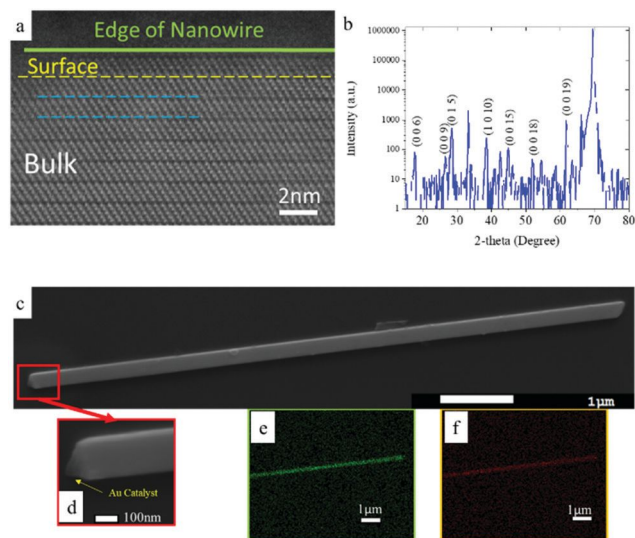 a
Edge of Nanowire
Surface
Bulk
2nm
b
Intensity (a.u.)
1000000
100000
10000
1000
100
10
1
(0 0 6)
(0 0 9)
(0 1 5)
(1 0 10)
(0 0 15)
(0 0 18)
(0 0 19)
20 30 40 50 60 70 80
2-theta (Degree)
c
1μm
d
Au Catalyst
100nm
e
1μm
f
1μm